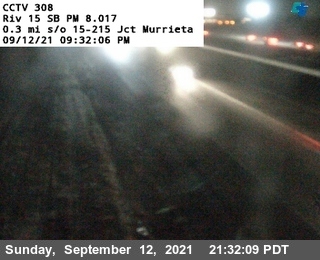 CCTV 308
Riv 15 SB PM 8.017
0.3 mi s/o 15-215 Jct Murrieta
09/12/21 09:32:06 PM
Sunday, September 12, 2021 21:32:09 PDT